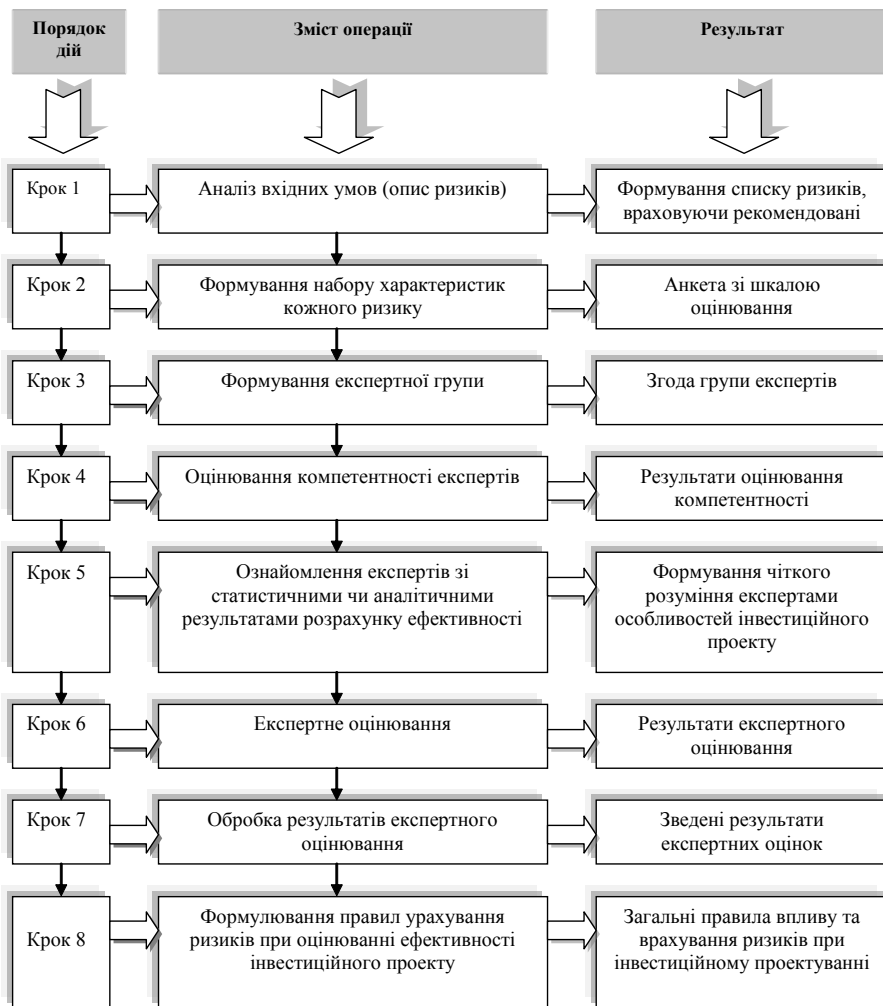 Порядок
дій
Зміст операції
Результат
Крок 1
Аналіз вхідних умов (опис ризиків)
Формування списку ризиків,
враховуючи рекомендовані
Крок 2
Формування набору характеристик
кожного ризику
Анкета зі шкалою
оцінювання
Крок 3
Формування експертної групи
Згода групи експертів
Крок 4
Оцінювання компетентності експертів
Результати оцінювання
компетентності
Крок 5
Ознайомлення експертів зі
статистичними чи аналітичними
результатами розрахунку ефективності
Формування чіткого
розуміння експертами
особливостей інвестиційного
проекту
Крок 6
Експертне оцінювання
Результати експертного
оцінювання
Крок 7
Обробка результатів експертного
оцінювання
Зведені результати
експертних оцінок
Крок 8
Формулювання правил урахування
ризиків при оцінюванні ефективності
інвестиційного проекту
Загальні правила впливу та
врахування ризиків при
інвестиційному проектуванні